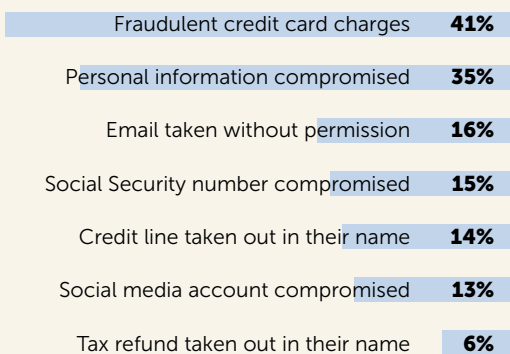 Fraudulent credit card charges 41%
Personal information compromised 35%
Email taken without permission 16%
Social Security number compromised 15%
Credit line taken out in their name 14%
Social media account compromised 13%
Tax refund taken out in their name 6%